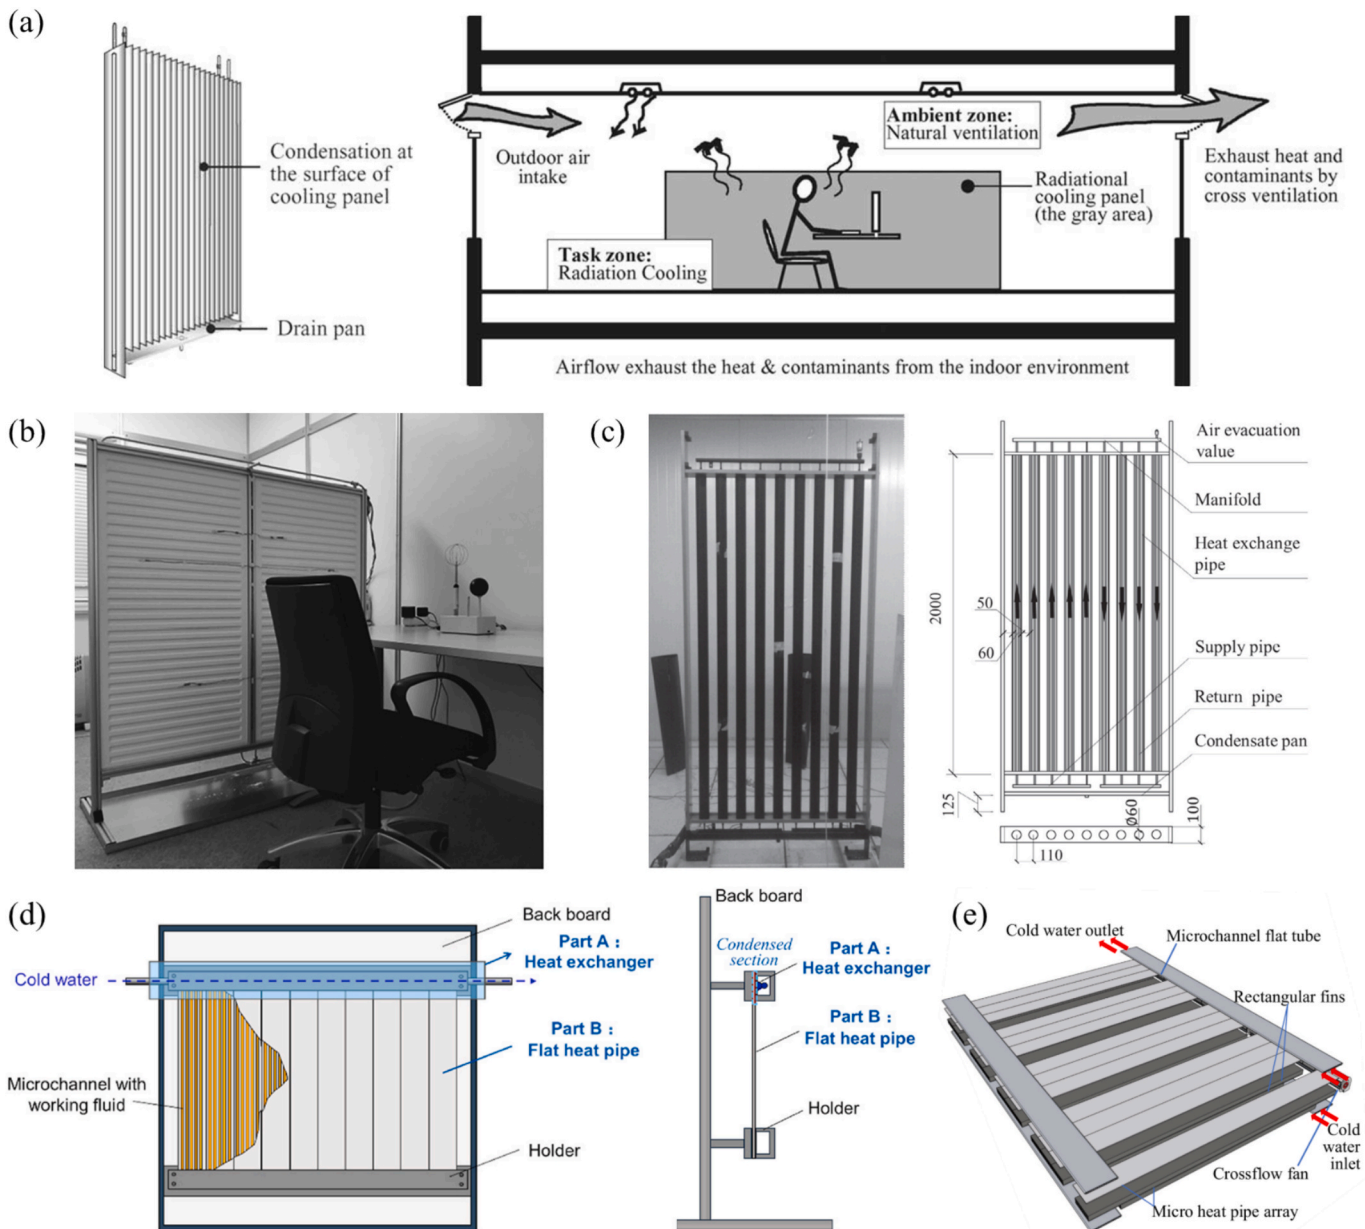 (a)
Condensation at
the surface of
cooling panel
Drain pan
Outdoor air
intake
Ambient zone:
Natural ventilation
Radiational
cooling panel
(the gray area)
Exhaust heat and
contaminants by
cross ventilation
Task zone:
Radiation Cooling
Airflow exhaust the heat & contaminants from the indoor environment
(b)
(c)
Air evacuation
value
Manifold
Heat exchange
pipe
2000
50
60
Supply pipe
Return pipe
Condensate pan
125
Ø60
100
110
(d)
Back board
Part A :
Heat exchanger
Cold water
Part B :
Flat heat pipe
Microchannel with
working fluid
Holder
Back board
Condensed
section
Part A :
Heat exchanger
Part B :
Flat heat pipe
Holder
(e)
Cold water outlet
Microchannel flat tube
Rectangular fins
Cold
water
inlet
Crossflow fan
Micro heat pipe array